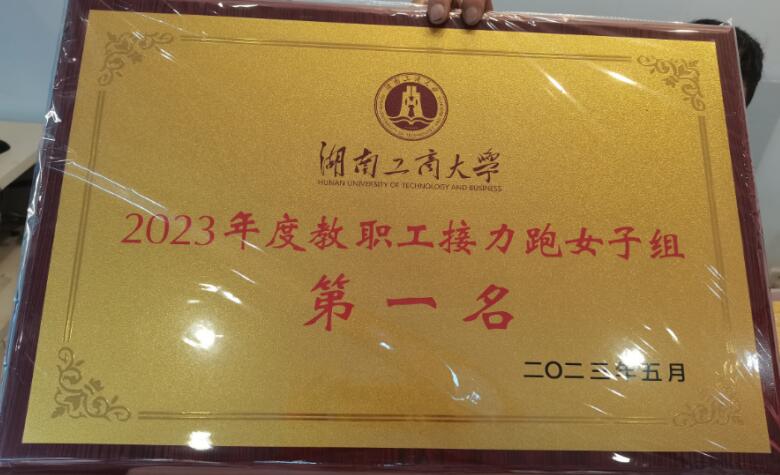 湖南工商大學
HUNAN UNIVERSITY OF TECHNOLOGY AND BUSINESS
2023年度教职工接力跑女子组
第一名
二〇二三年五月